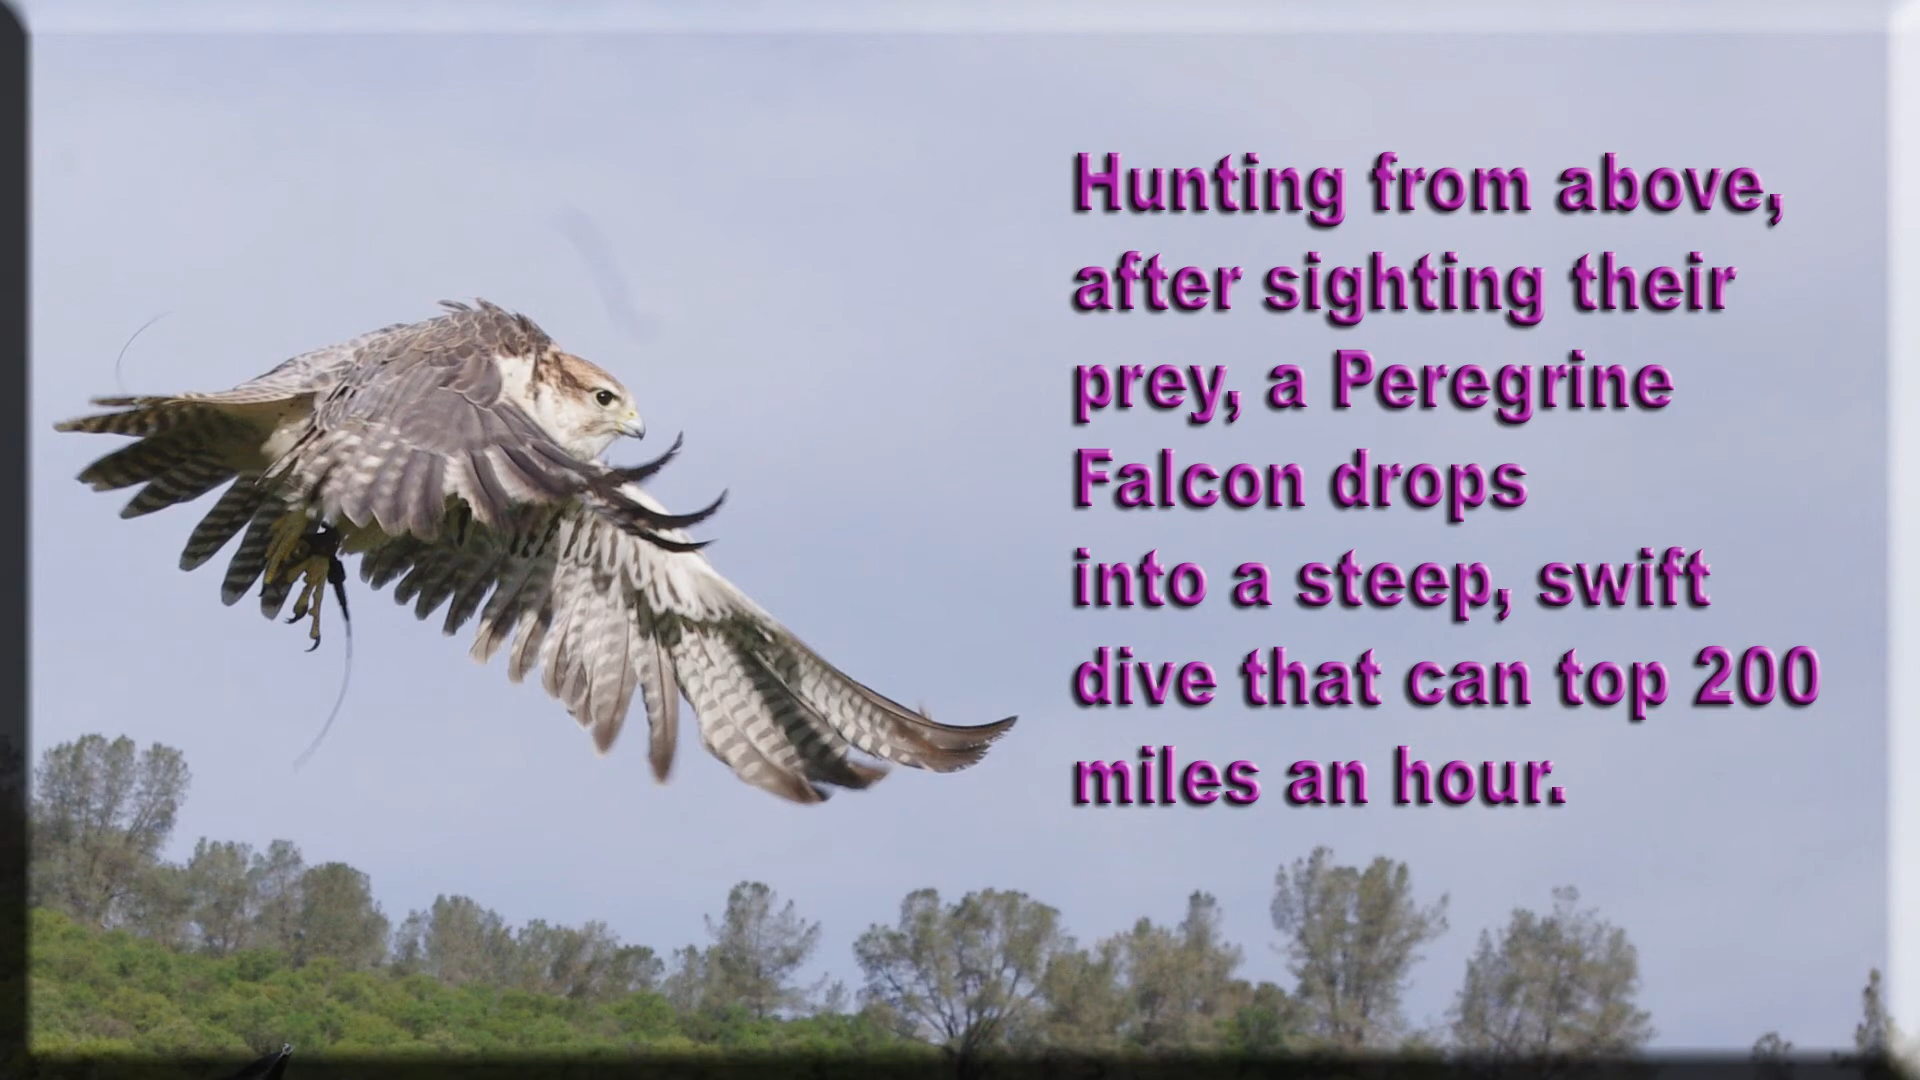 Hunting from above,
after sighting their
prey, a Peregrine
Falcon drops
into a steep, swift
dive that can top 200
miles an hour.